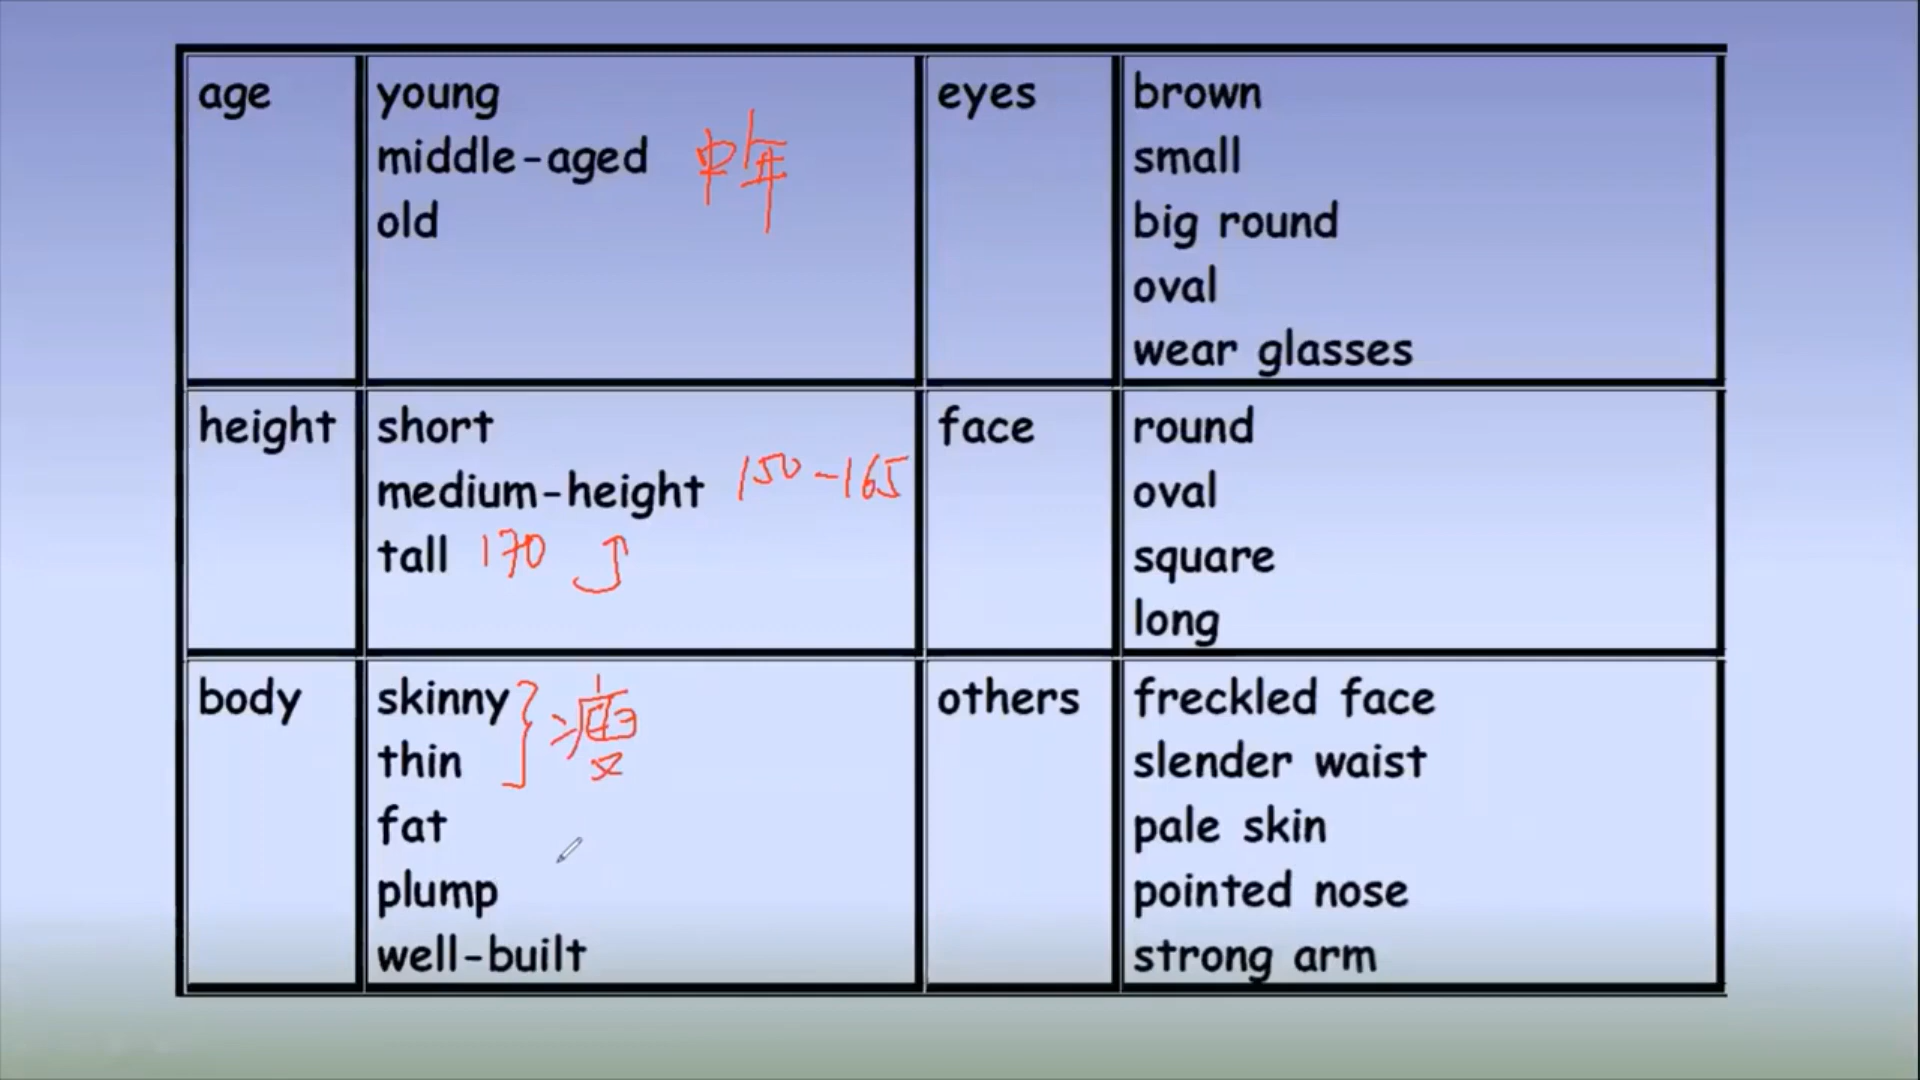 age
young
middle-aged 中年
old
eyes
brown
small
big round
oval
wear glasses
height
short
medium-height 150-165
tall 170
face
round
oval
square
long
body
skinny
thin
瘦
fat
plump
well-built
others
freckled face
slender waist
pale skin
pointed nose
strong arm